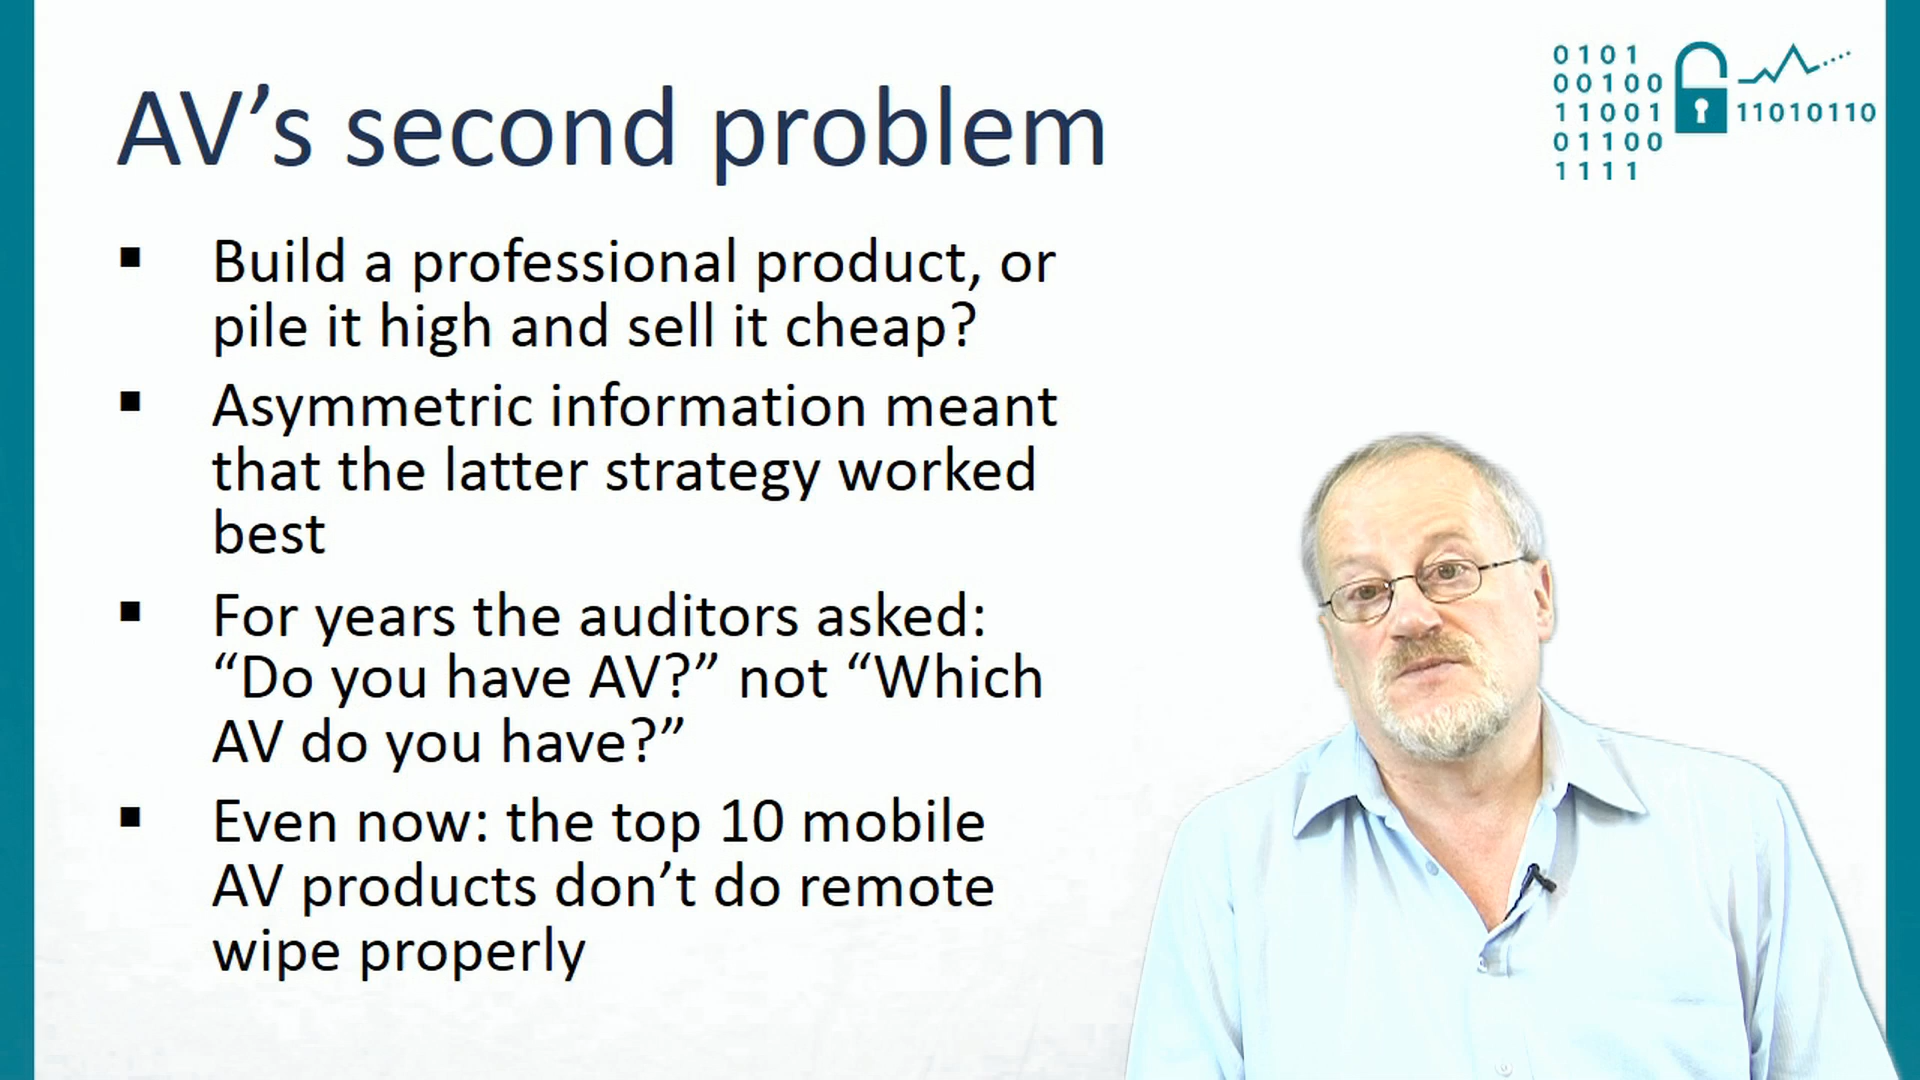 AV’s second problem
0101
00100
11001
01100
1111
11010110
▪ Build a professional product, or
pile it high and sell it cheap?
▪ Asymmetric information meant
that the latter strategy worked
best
▪ For years the auditors asked:
“Do you have AV?” not “Which
AV do you have?”
▪ Even now: the top 10 mobile
AV products don’t do remote
wipe properly